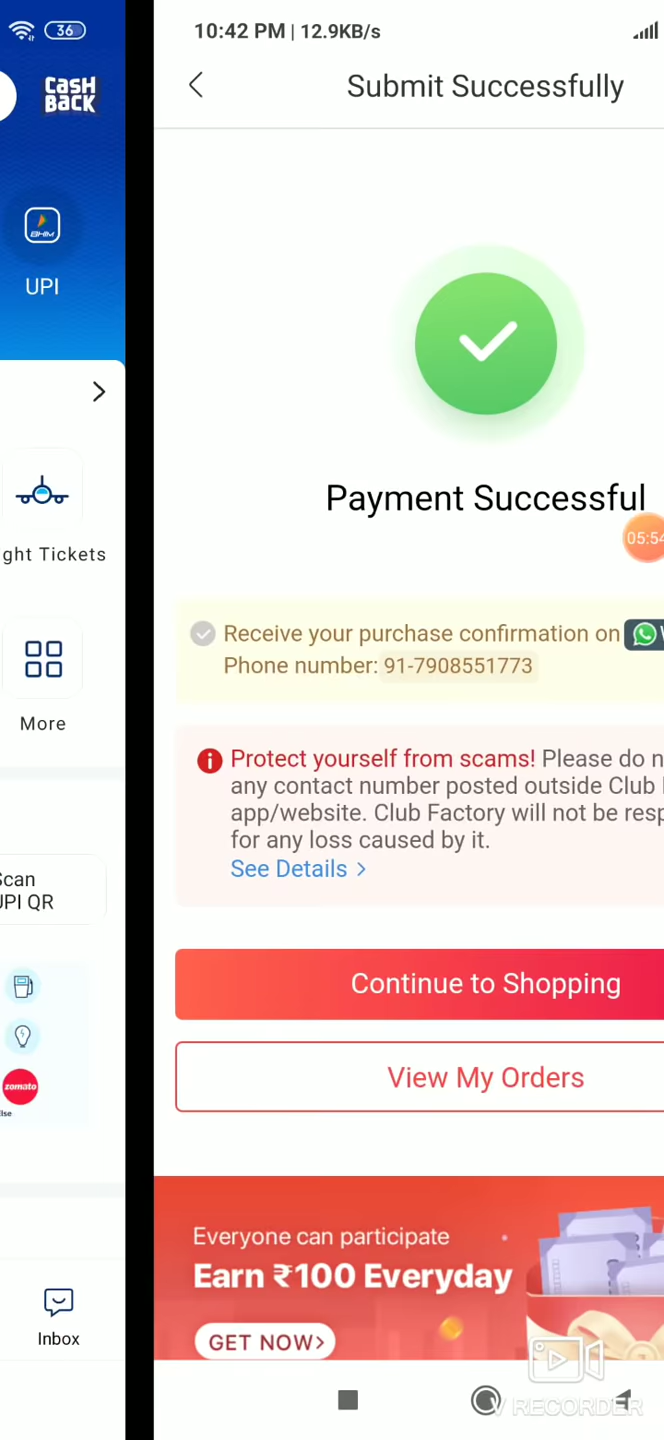 36
CASH
BACK
BHIM
UPI
ght Tickets
More
Scan
UPI QR
zomato
Else
Inbox
10:42 PM | 12.9KB/s
Submit Successfully
Payment Successful
05:54
Receive your purchase confirmation on
Phone number: 91-7908551773
Protect yourself from scams! Please do n
any contact number posted outside Club
app/website. Club Factory will not be resp
for any loss caused by it.
See Details >
Continue to Shopping
View My Orders
Everyone can participate
Earn ₹100 Everyday
GET NOW>
V RECORDER